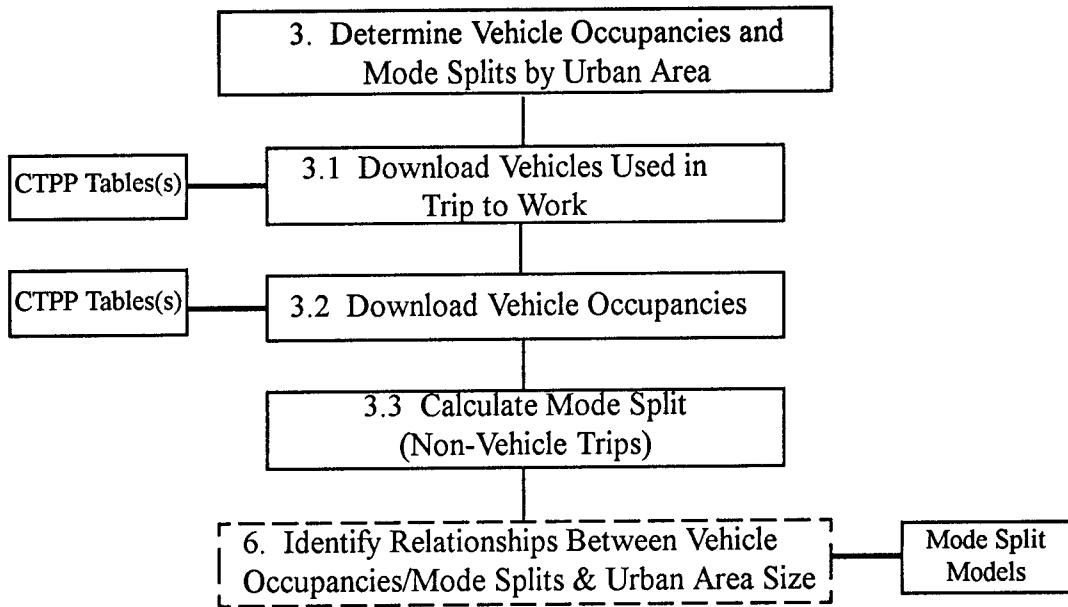 3. Determine Vehicle Occupancies and
Mode Splits by Urban Area
CTPP Tables(s)
3.1 Download Vehicles Used in
Trip to Work
CTPP Tables(s)
3.2 Download Vehicle Occupancies
3.3 Calculate Mode Split
(Non-Vehicle Trips)
6. Identify Relationships Between Vehicle
Occupancies/Mode Splits & Urban Area Size
Mode Split
Models